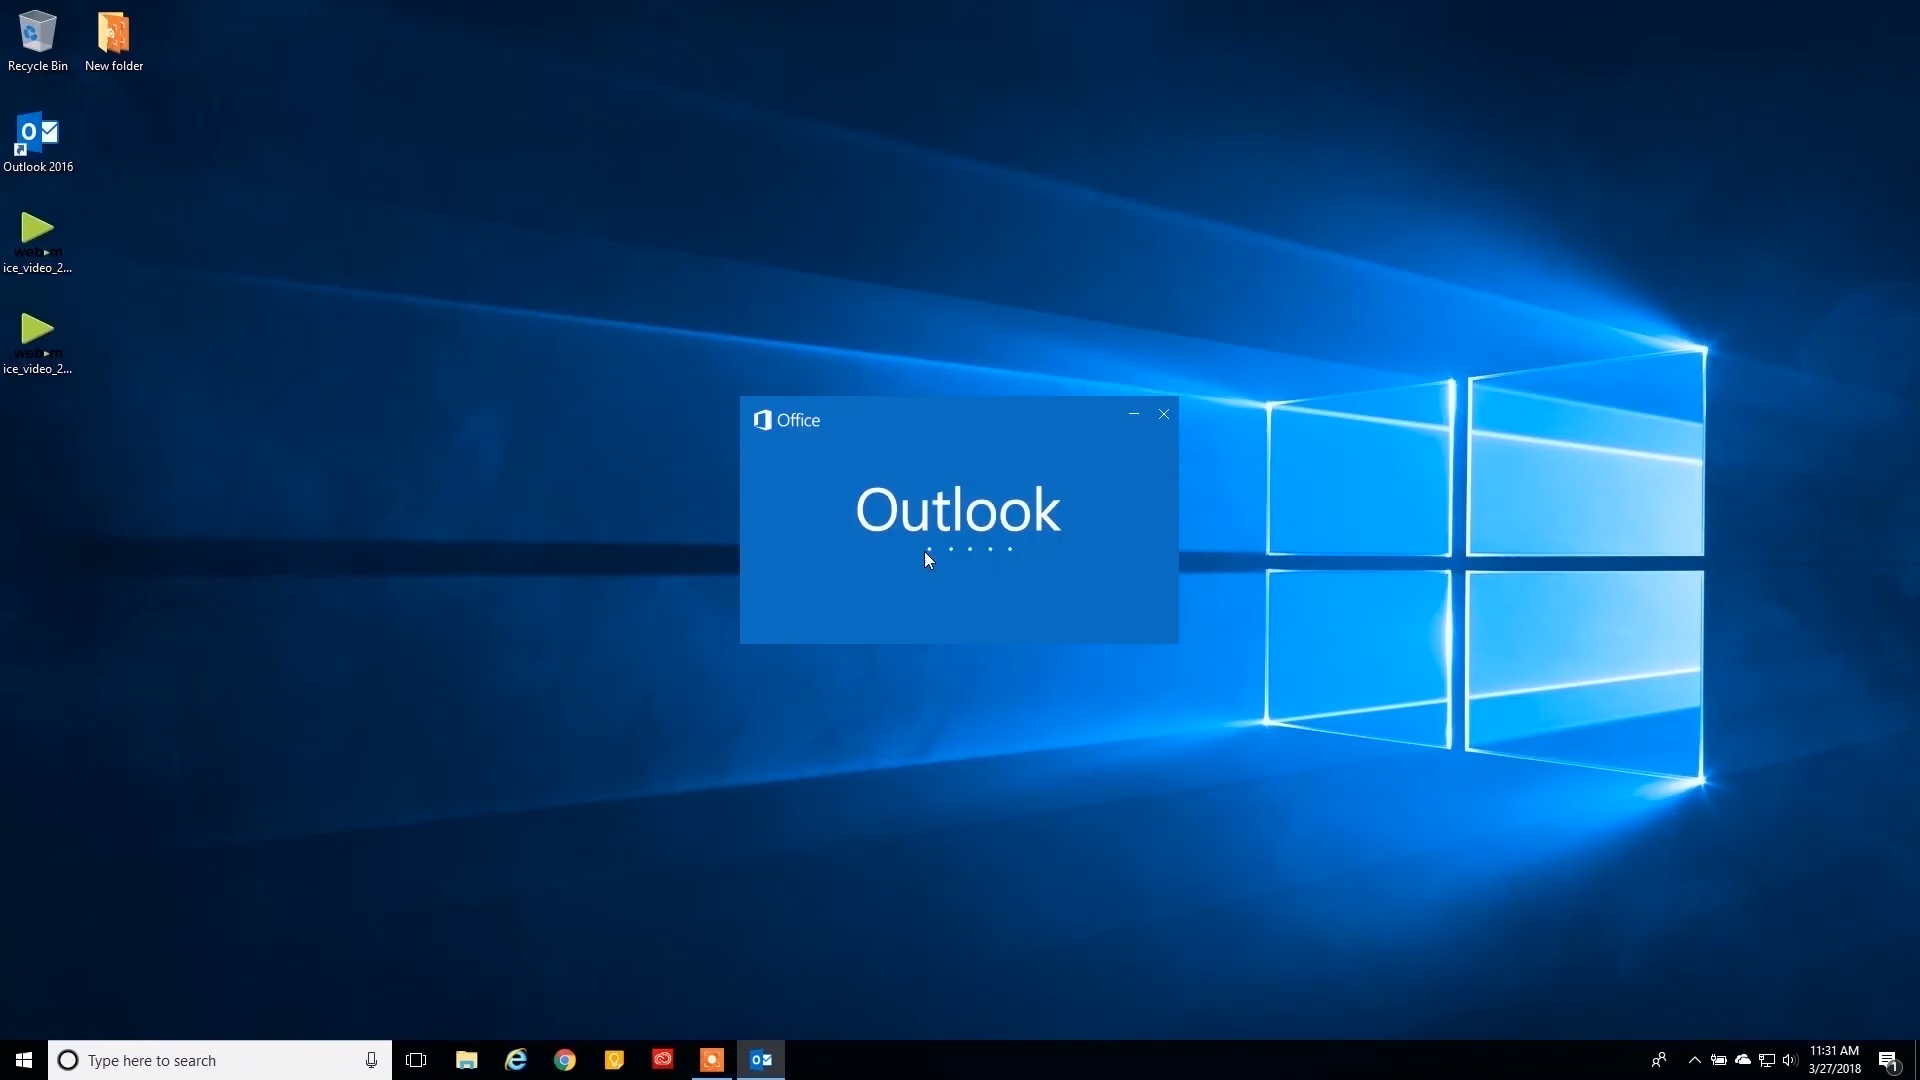 Recycle Bin
New folder
Outlook 2016
ice_video_2...
ice_video_2...
Office
Outlook
Type here to search
11:31 AM
3/27/2018
1